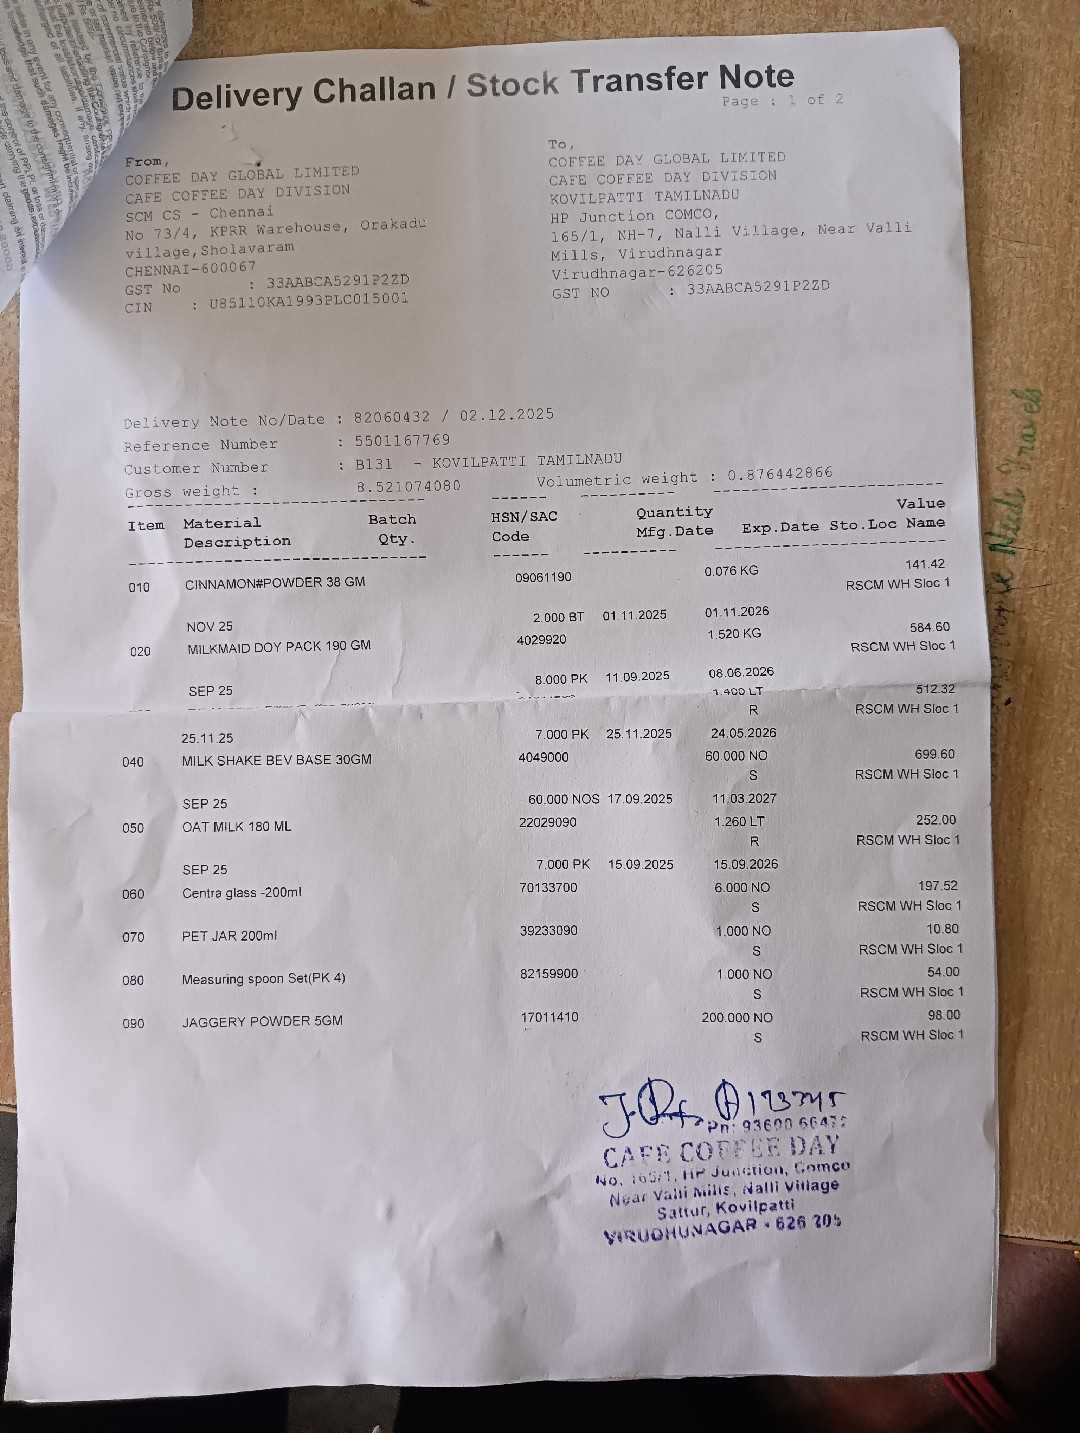 Delivery Challan / Stock Transfer Note
Page : 1 of 2
From,
COFFEE DAY GLOBAL LIMITED
CAFE COFFEE DAY DIVISION
SCM CS - Chennai
No 73/4, KPRR Warehouse, Orakadu
village,Sholavaram
CHENNAI-600067
GST No : 33AABCA5291P2ZD
CIN : U85110KA1993PLC015001
To,
COFFEE DAY GLOBAL LIMITED
CAFE COFFEE DAY DIVISION
KOVILPATTI TAMILNADU
HP Junction COMCO,
165/1, NH-7, Nalli Village, Near Valli
Mills, Virudhnagar
Virudhnagar-626205
GST NO : 33AABCA5291P2ZD
Delivery Note No/Date : 82060432 / 02.12.2025
Reference Number : 5501167769
Customer Number : B131 - KOVILPATTI TAMILNADU
Gross weight : 8.521074080 Volumetric weight : 0.876442866
Item Material Batch HSN/SAC Quantity Value
Description Qty. Code Mfg.Date Exp.Date Sto.Loc Name
010 CINNAMON#POWDER 38 GM 09061190 0.076 KG 141.42
RSCM WH Sloc 1
NOV 25 2.000 BT 01.11.2025 01.11.2026
020 MILKMAID DOY PACK 190 GM 4029920 1.520 KG 584.60
RSCM WH Sloc 1
SEP 25 8.000 PK 11.09.2025 08.06.2026
1.400 LT 512.32
R RSCM WH Sloc 1
25.11.25 7.000 PK 25.11.2025 24.05.2026
040 MILK SHAKE BEV BASE 30GM 4049000 60.000 NO 699.60
S RSCM WH Sloc 1
SEP 25 60.000 NOS 17.09.2025 11.03.2027
050 OAT MILK 180 ML 22029090 1.260 LT 252.00
R RSCM WH Sloc 1
SEP 25 7.000 PK 15.09.2025 15.09.2026
060 Centra glass -200ml 70133700 6.000 NO 197.52
S RSCM WH Sloc 1
070 PET JAR 200ml 39233090 1.000 NO 10.80
S RSCM WH Sloc 1
080 Measuring spoon Set(PK 4) 82159900 1.000 NO 54.00
S RSCM WH Sloc 1
090 JAGGERY POWDER 5GM 17011410 200.000 NO 98.00
S RSCM WH Sloc 1
Ph: 93600
CAFE COFFEE DAY
No. 165/1, HP Junction, Comco
Near Valli Mills, Nalli Village
Sattur, Kovilpatti
VIRUDHUNAGAR - 626 205
Need Travels